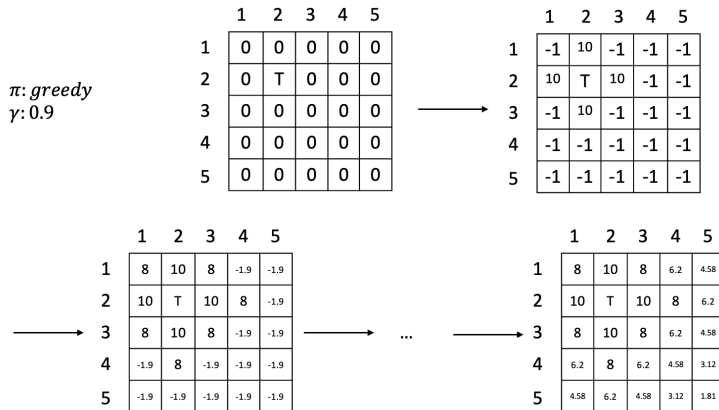 1 2 3 4 5
1 0 0 0 0 0
2 0 T 0 0 0
3 0 0 0 0 0
4 0 0 0 0 0
5 0 0 0 0 0
π: greedy
γ: 0.9
1 2 3 4 5
1 -1 10 -1 -1 -1
2 10 T 10 -1 -1
3 -1 10 -1 -1 -1
4 -1 -1 -1 -1 -1
5 -1 -1 -1 -1 -1
1 2 3 4 5
1 8 10 8 -1.9 -1.9
2 10 T 10 8 -1.9
3 8 10 8 -1.9 -1.9
4 -1.9 8 -1.9 -1.9 -1.9
5 -1.9 -1.9 -1.9 -1.9 -1.9
...
1 2 3 4 5
1 8 10 8 6.2 4.58
2 10 T 10 8 6.2
3 8 10 8 6.2 4.58
4 6.2 8 6.2 4.58 3.12
5 4.58 6.2 4.58 3.12 1.81